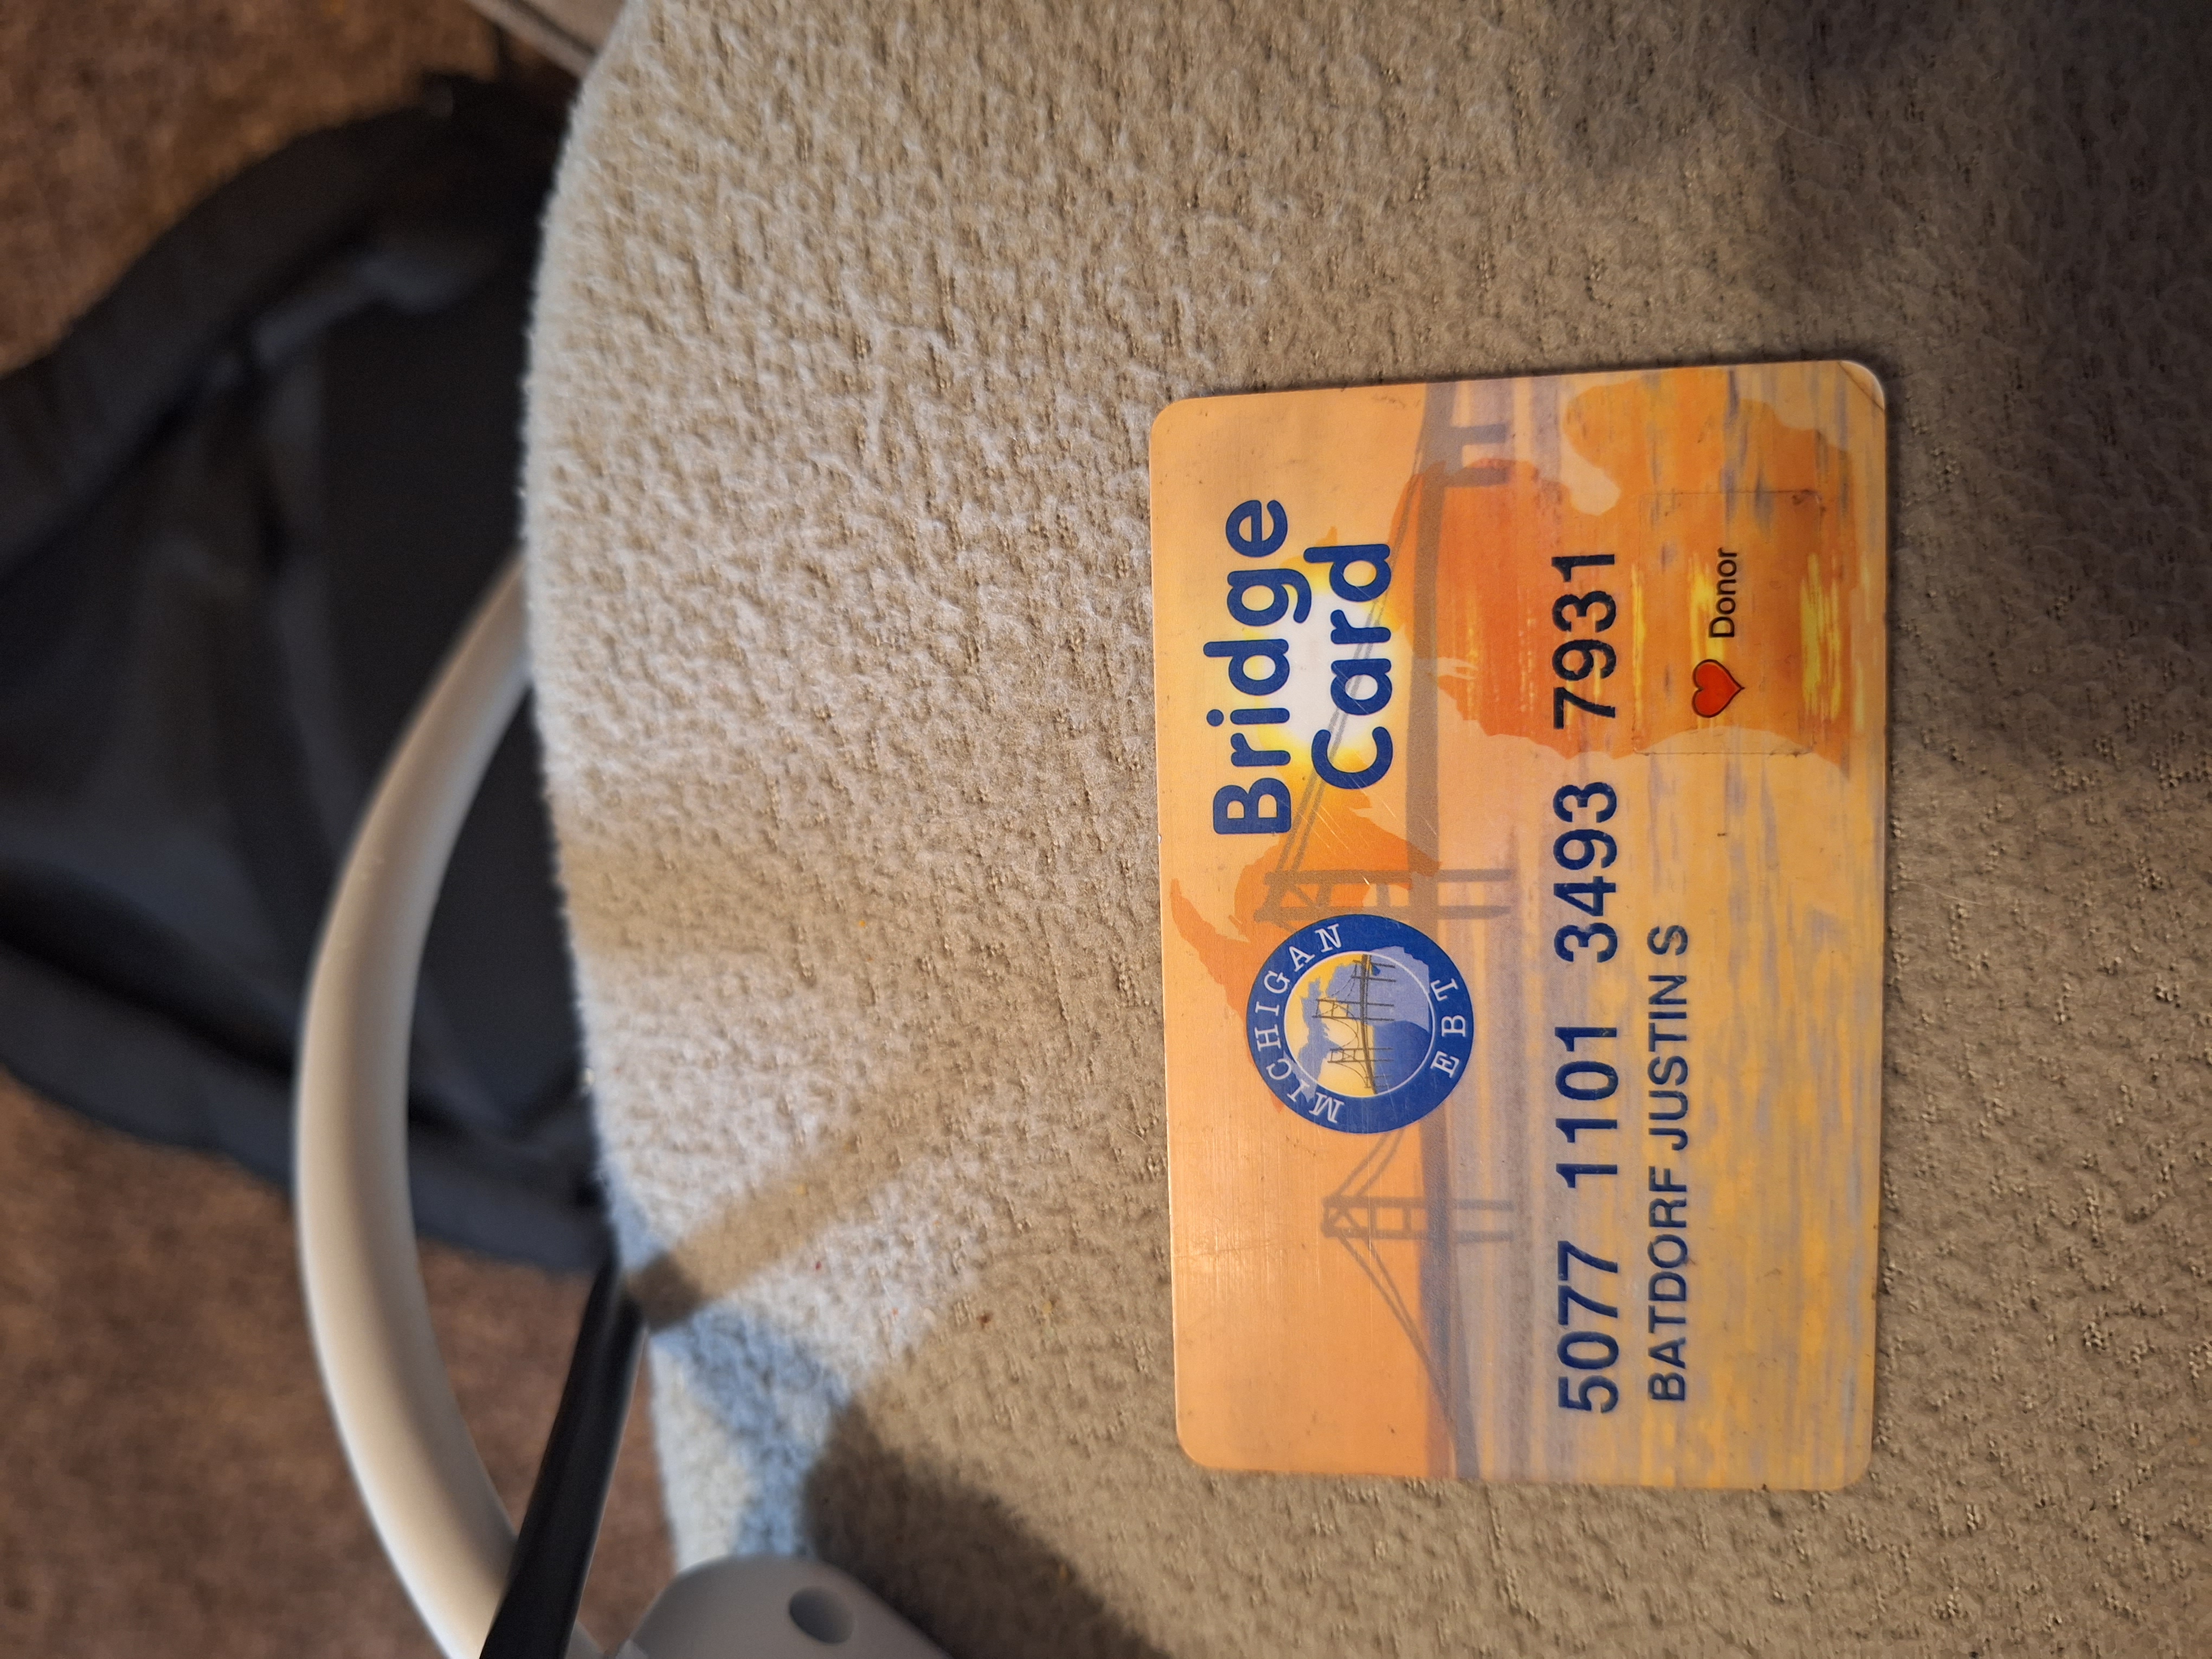 Bridge
Card
MICHIGAN
EBT
5077 1101 3493 7931
BATDORF JUSTIN S
Donor